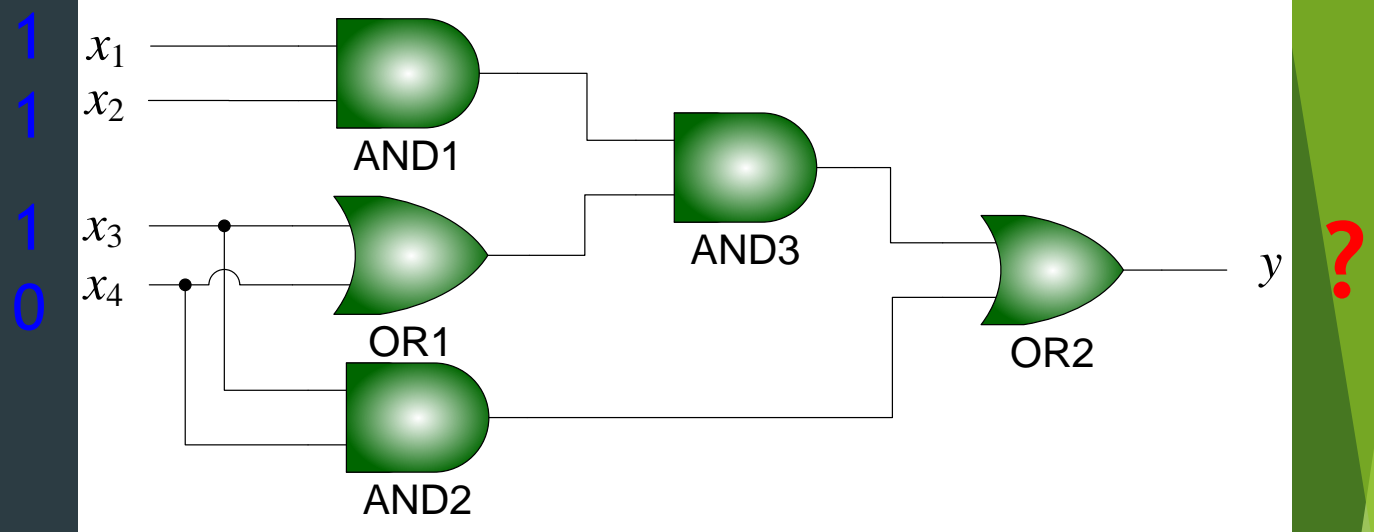 1 x₁
1 x₂
AND1
1 x₃
0 x₄
OR1
AND2
AND3
OR2
y ?